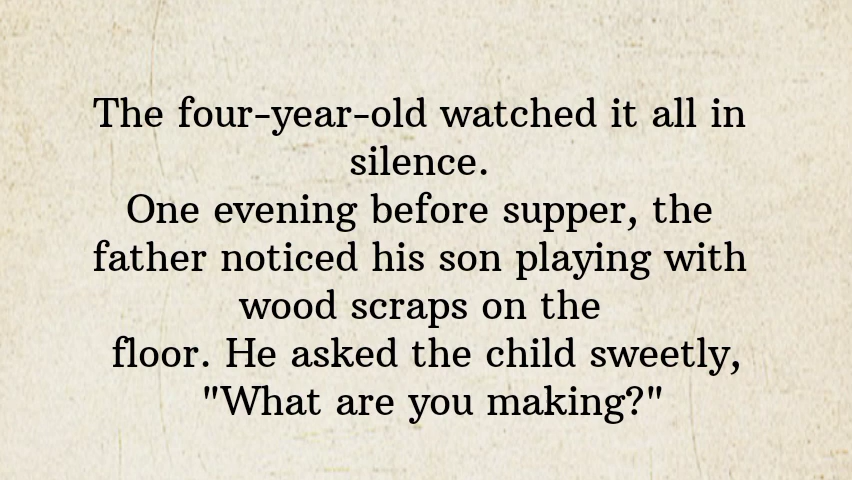 The four-year-old watched it all in
silence.
One evening before supper, the
father noticed his son playing with
wood scraps on the
floor. He asked the child sweetly,
"What are you making?"